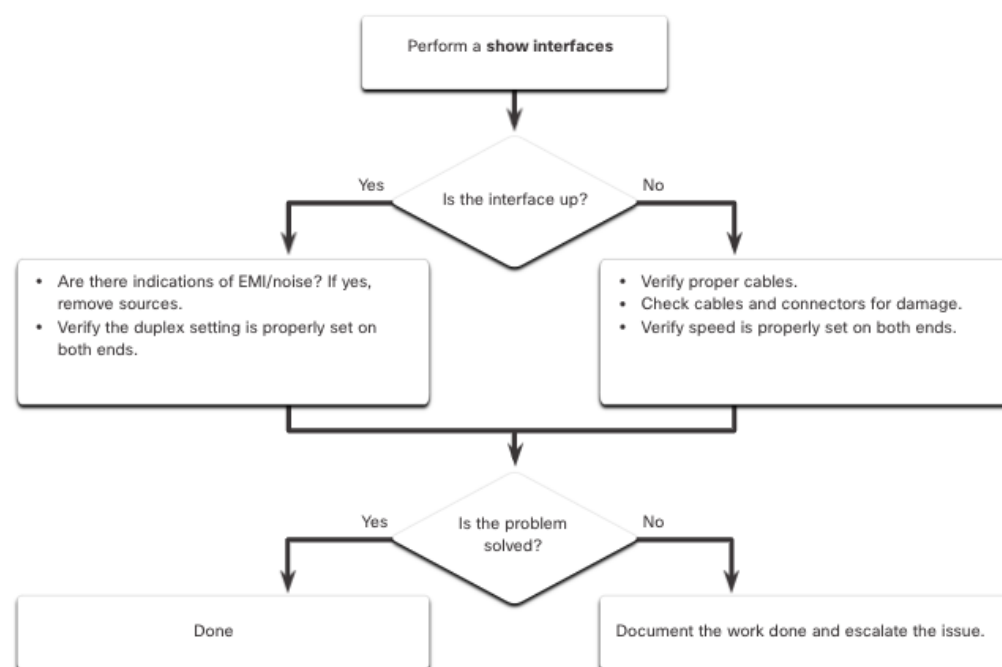 Perform a show interfaces
Yes
Is the interface up?
No
• Are there indications of EMI/noise? If yes,
remove sources.
• Verify the duplex setting is properly set on
both ends.
• Verify proper cables.
• Check cables and connectors for damage.
• Verify speed is properly set on both ends.
Yes
Is the problem
solved?
No
Done
Document the work done and escalate the issue.